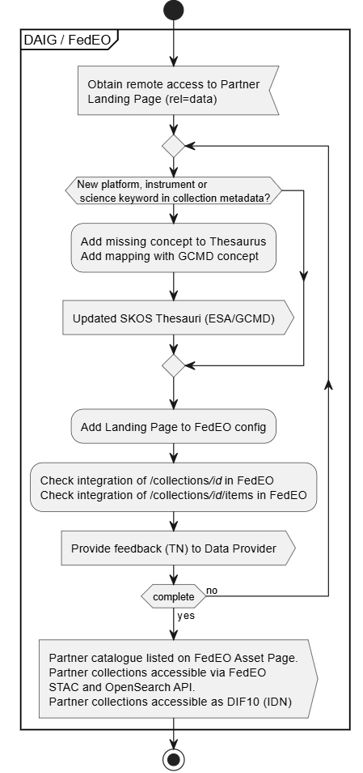 DAIG / FedEO
Obtain remote access to Partner
Landing Page (rel=data)
New platform, instrument or
science keyword in collection metadata?
Add missing concept to Thesaurus
Add mapping with GCMD concept
Updated SKOS Thesauri (ESA/GCMD)
Add Landing Page to FedEO config
Check integration of /collections/id in FedEO
Check integration of /collections/id/items in FedEO
Provide feedback (TN) to Data Provider
complete
no
yes
Partner catalogue listed on FedEO Asset Page.
Partner collections accessible via FedEO
STAC and OpenSearch API.
Partner collections accessible as DIF10 (IDN)